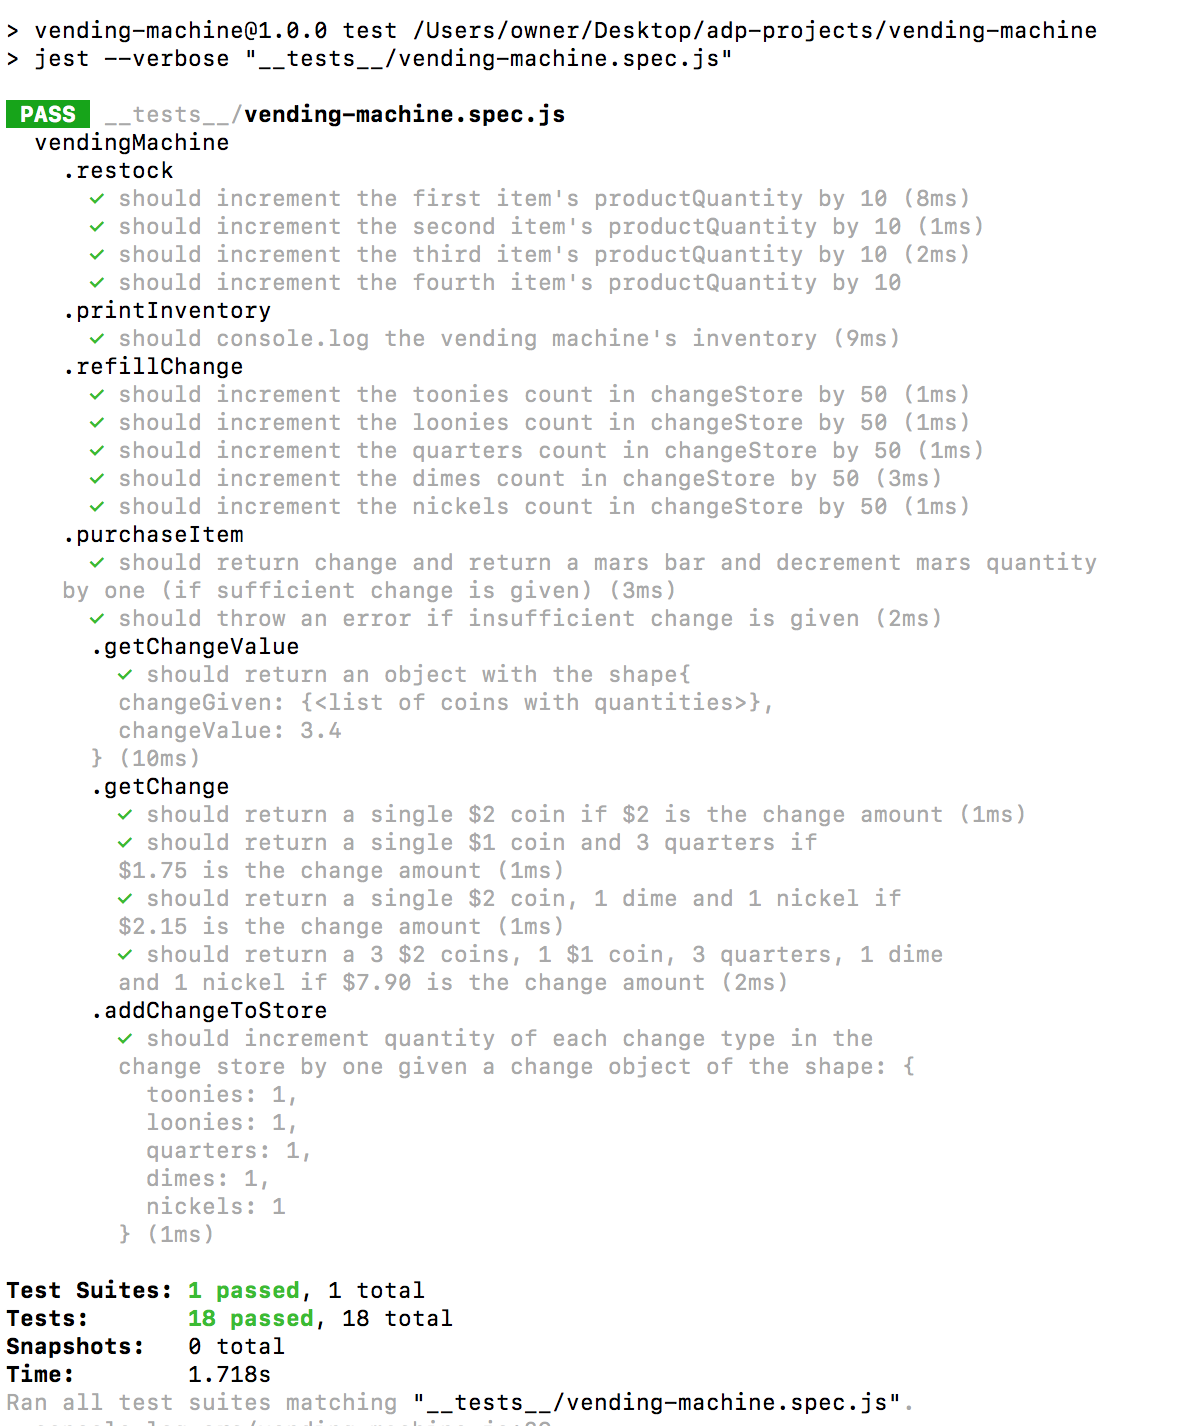 > vending-machine@1.0.0 test /Users/owner/Desktop/adp-projects/vending-machine
> jest --verbose "__tests__/vending-machine.spec.js"
PASS __tests__/vending-machine.spec.js
vendingMachine
.restock
✓ should increment the first item's productQuantity by 10 (8ms)
✓ should increment the second item's productQuantity by 10 (1ms)
✓ should increment the third item's productQuantity by 10 (2ms)
✓ should increment the fourth item's productQuantity by 10
.printInventory
✓ should console.log the vending machine's inventory (9ms)
.refillChange
✓ should increment the toonies count in changeStore by 50 (1ms)
✓ should increment the loonies count in changeStore by 50 (1ms)
✓ should increment the quarters count in changeStore by 50 (1ms)
✓ should increment the dimes count in changeStore by 50 (3ms)
✓ should increment the nickels count in changeStore by 50 (1ms)
.purchaseItem
✓ should return change and return a mars bar and decrement mars quantity
by one (if sufficient change is given) (3ms)
✓ should throw an error if insufficient change is given (2ms)
.getChangeValue
✓ should return an object with the shape{
changeGiven: {<list of coins with quantities>},
changeValue: 3.4
} (10ms)
.getChange
✓ should return a single $2 coin if $2 is the change amount (1ms)
✓ should return a single $1 coin and 3 quarters if
$1.75 is the change amount (1ms)
✓ should return a single $2 coin, 1 dime and 1 nickel if
$2.15 is the change amount (1ms)
✓ should return a 3 $2 coins, 1 $1 coin, 3 quarters, 1 dime
and 1 nickel if $7.90 is the change amount (2ms)
.addChangeToStore
✓ should increment quantity of each change type in the
change store by one given a change object of the shape: {
toonies: 1,
loonies: 1,
quarters: 1,
dimes: 1,
nickels: 1
} (1ms)
Test Suites: 1 passed, 1 total
Tests: 18 passed, 18 total
Snapshots: 0 total
Time: 1.718s
Ran all test suites matching "__tests__/vending-machine.spec.js".